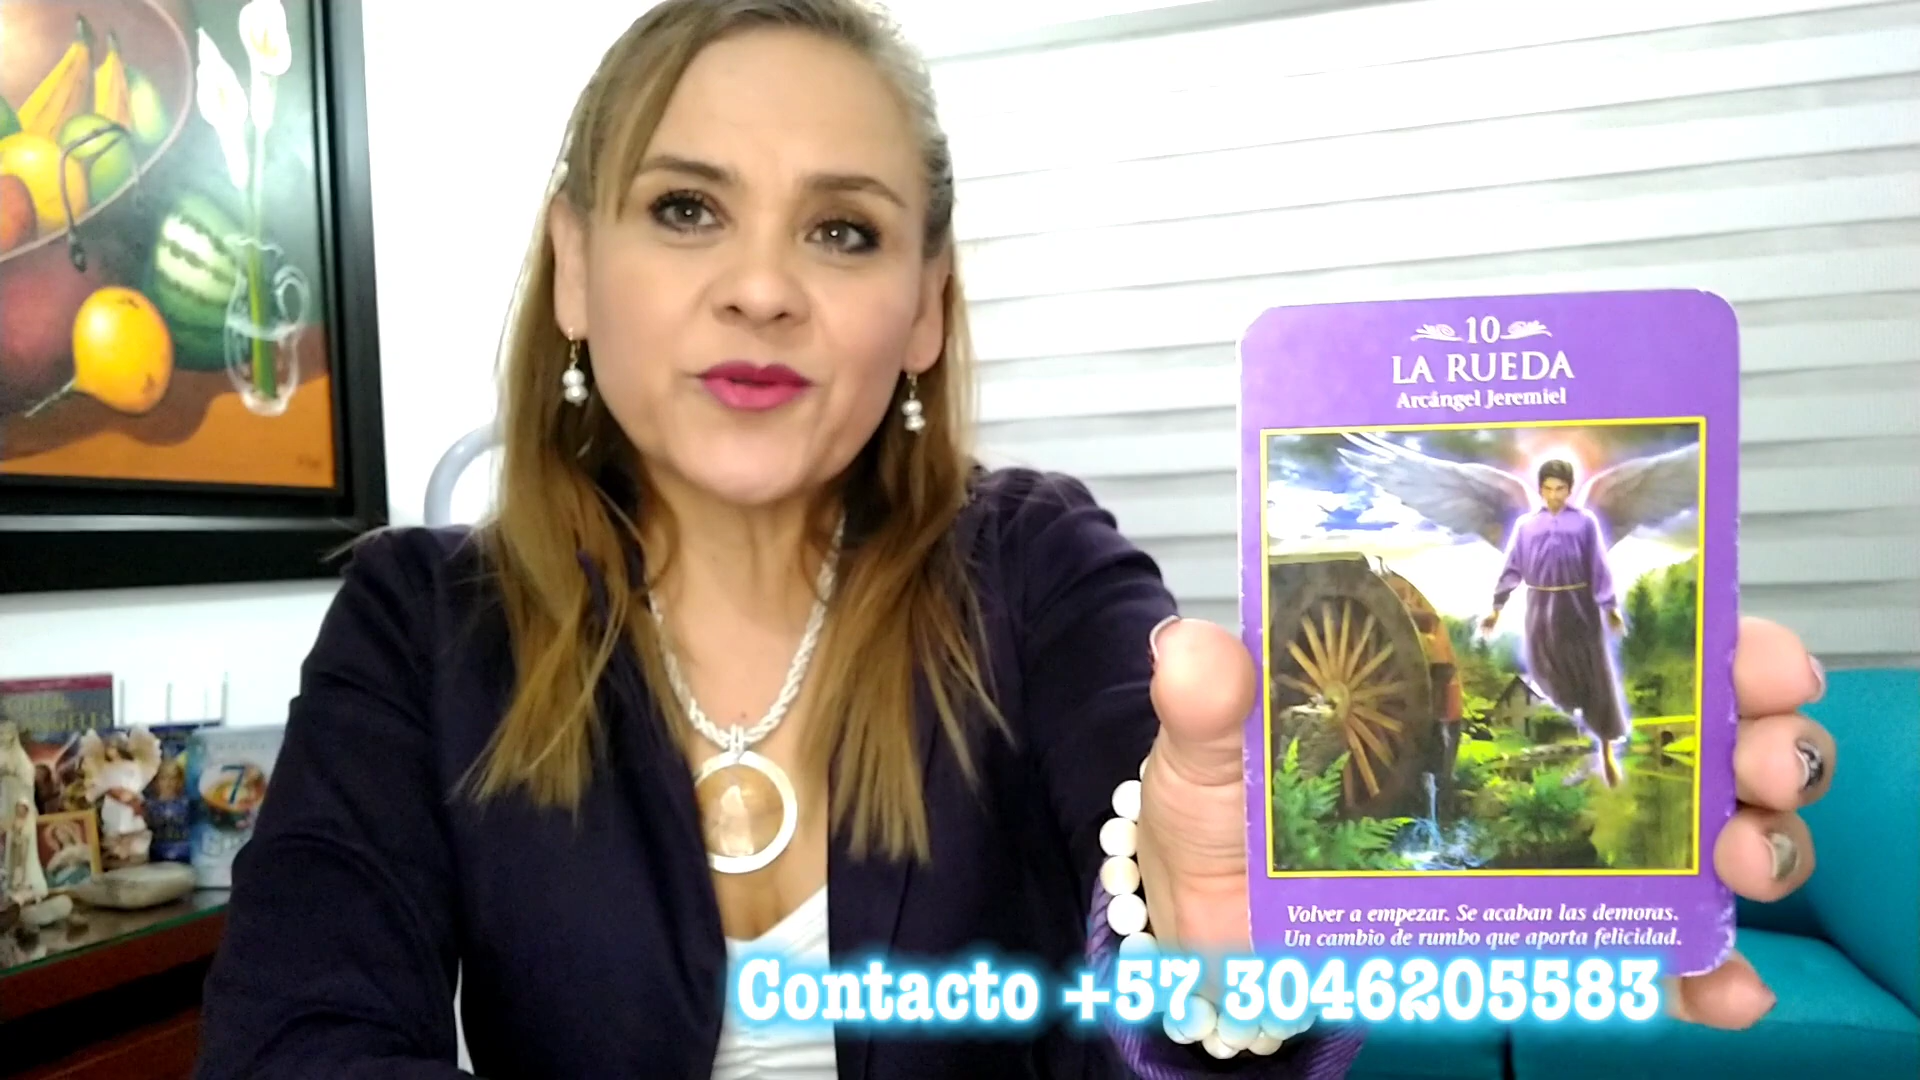 10
LA RUEDA
Arcángel Jeremiel
Volver a empezar. Se acaban las demoras.
Un cambio de rumbo que aporta felicidad.
Contacto +57 3046205583
7